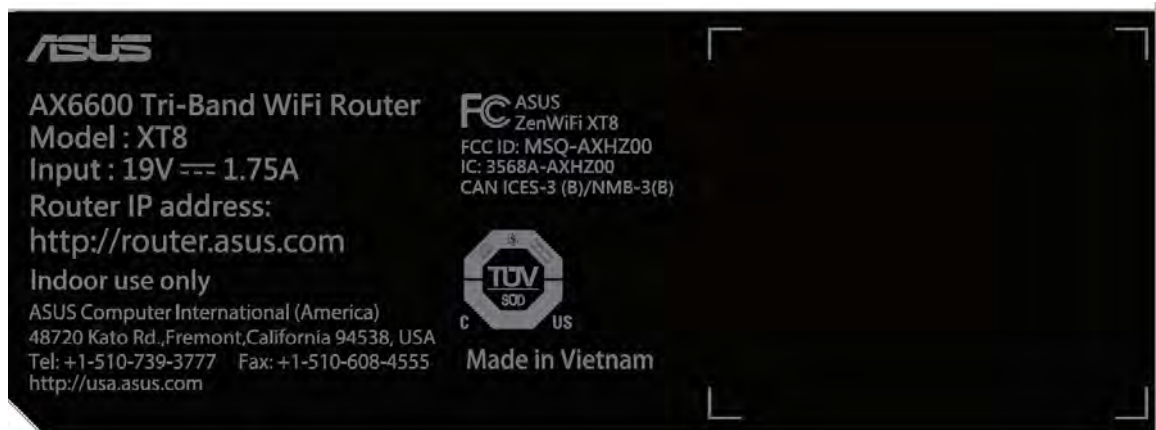 ASUS
AX6600 Tri-Band WiFi Router
Model : XT8
Input : 19V ⎓ 1.75A
Router IP address:
http://router.asus.com
Indoor use only
ASUS Computer International (America)
48720 Kato Rd.,Fremont,California 94538, USA
Tel: +1-510-739-3777 Fax: +1-510-608-4555
http://usa.asus.com
FC ASUS
ZenWiFi XT8
FCC ID: MSQ-AXHZ00
IC: 3568A-AXHZ00
CAN ICES-3 (B)/NMB-3(B)
TÜV
SÜD
C US
Made in Vietnam